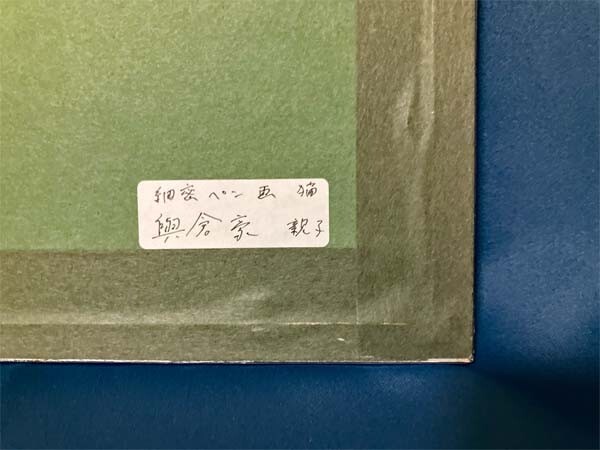 細密ペン画 猫
與倉豪 親子